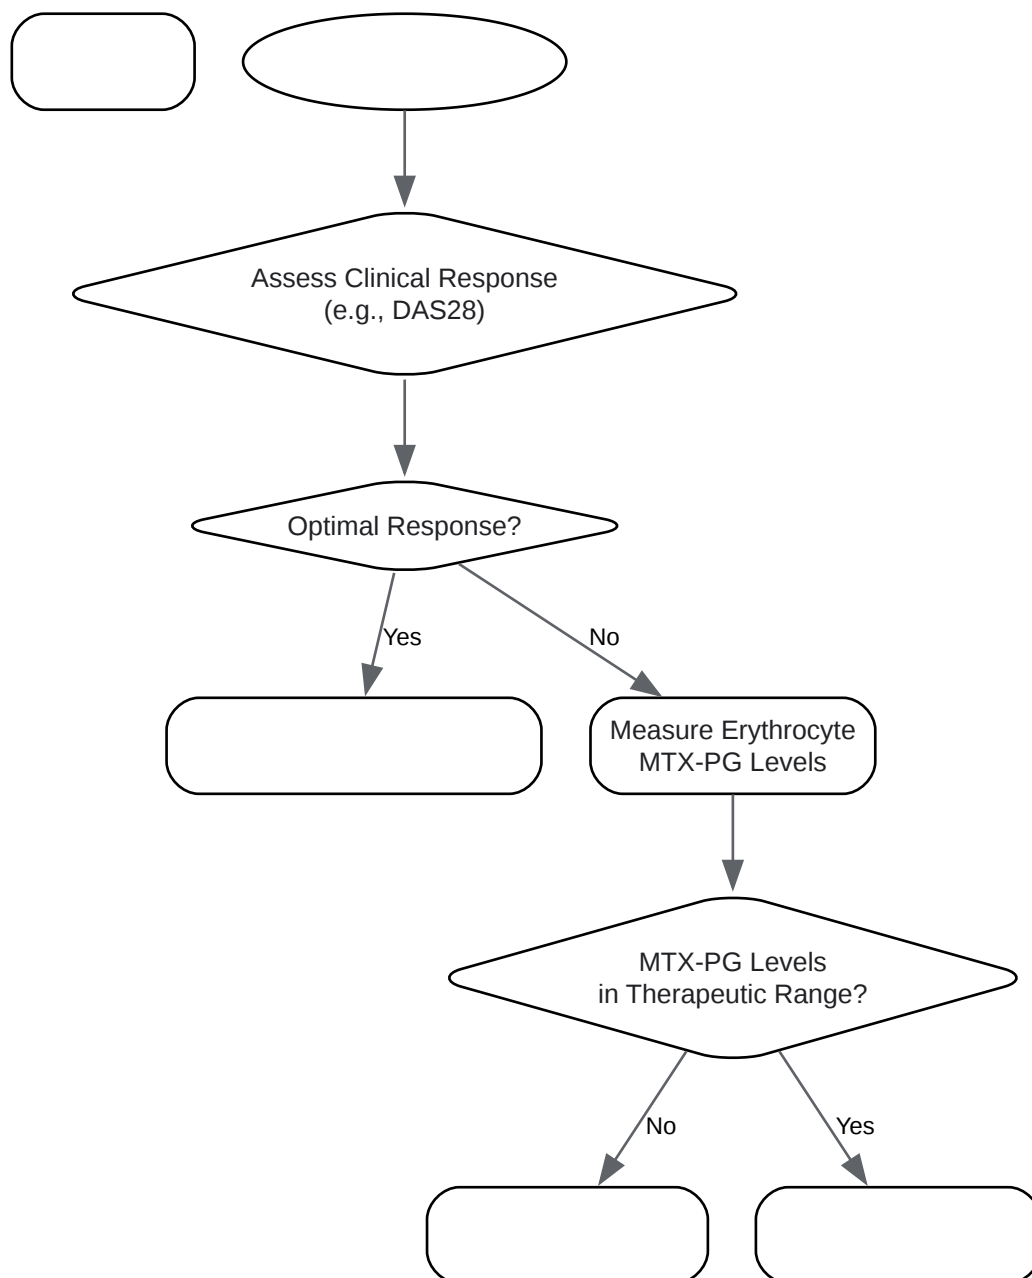 Assess Clinical Response
(e.g., DAS28)
Optimal Response?
Yes
No
Measure Erythrocyte
MTX-PG Levels
MTX-PG Levels
in Therapeutic Range?
No
Yes